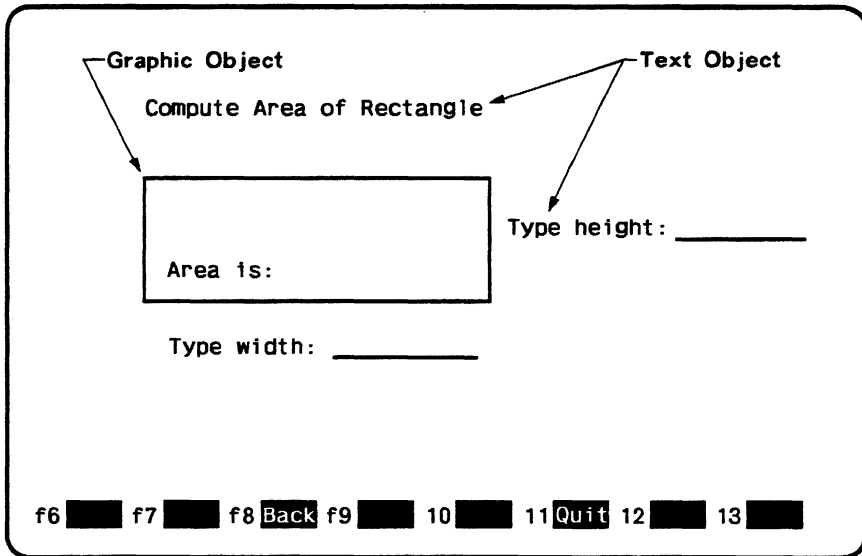 Graphic Object Text Object
Compute Area of Rectangle
Type height:
Area is:
Type width:
f6 f7 f8 Back f9 10 11 Quit 12 13